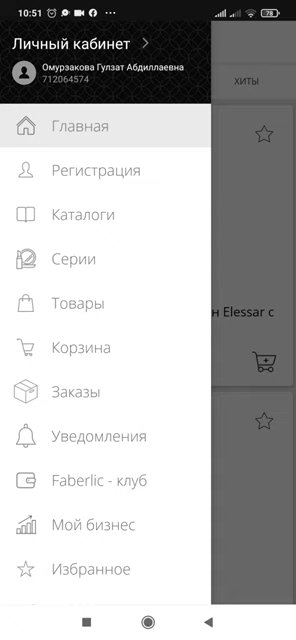 10:51
78
Личный кабинет
Омурзакова Гулзат Абдиллаевна
712064574
ХИТЫ
Главная
Регистрация
Каталоги
Серии
Товары
н Elessar с
Корзина
Заказы
Уведомления
Faberlic - клуб
Мой бизнес
Избранное